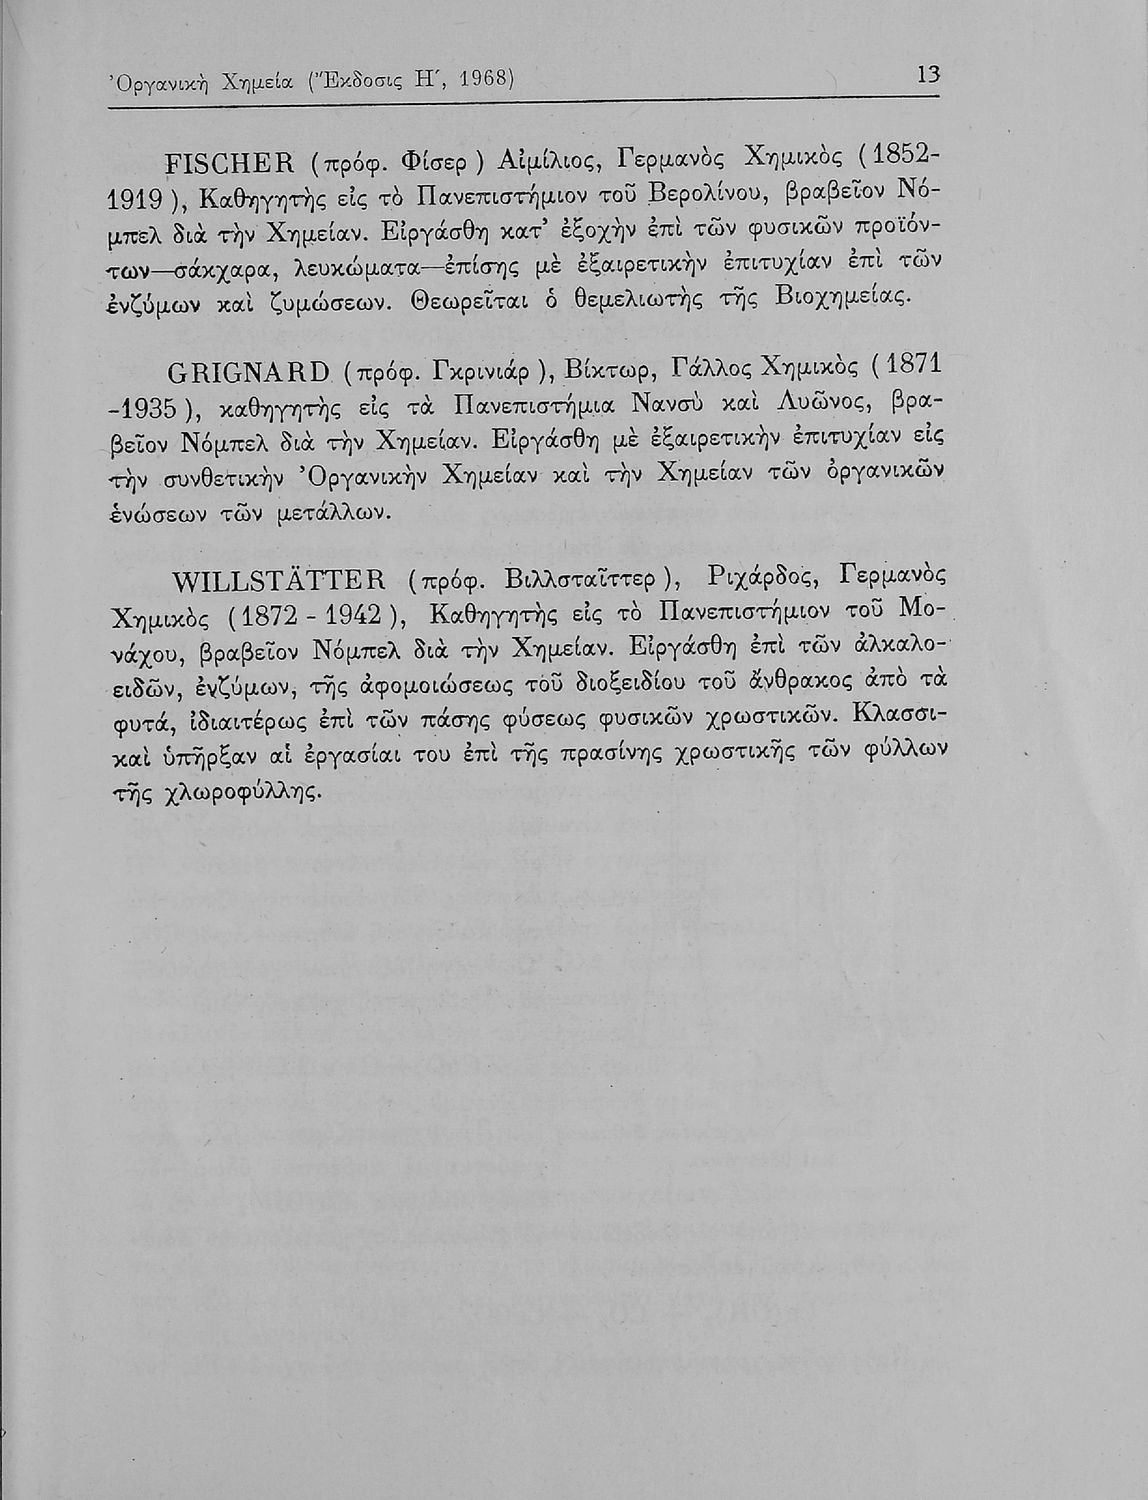 Ὀργανικὴ Χημεία (Ἔκδοσις Η΄, 1968)
13
FISCHER (πρόφ. Φίσερ ) Αἰμίλιος, Γερμανὸς Χημικὸς ( 1852-
1919 ), Καθηγητὴς εἰς τὸ Πανεπιστήμιον τοῦ Βερολίνου, βραβεῖον Νό-
μπελ διὰ τὴν Χημείαν. Εἰργάσθη κατ’ ἐξοχὴν ἐπὶ τῶν φυσικῶν προϊόν-
των—σάκχαρα, λευκώματα—ἐπίσης μὲ ἐξαιρετικὴν ἐπιτυχίαν ἐπὶ τῶν
ἐνζύμων καὶ ζυμώσεων. Θεωρεῖται ὁ θεμελιωτὴς τῆς Βιοχημείας.
GRIGNARD (πρόφ. Γκρινιάρ ), Βίκτωρ, Γάλλος Χημικὸς ( 1871
-1935 ), καθηγητὴς εἰς τὰ Πανεπιστήμια Νανσὺ καὶ Λυῶνος, βρα-
βεῖον Νόμπελ διὰ τὴν Χημείαν. Εἰργάσθη μὲ ἐξαιρετικὴν ἐπιτυχίαν εἰς
τὴν συνθετικὴν Ὀργανικὴν Χημείαν καὶ τὴν Χημείαν τῶν ὀργανικῶν
ἑνώσεων τῶν μετάλλων.
WILLSTÄTTER (πρόφ. Βιλλσταῖττερ ), Ριχάρδος, Γερμανὸς
Χημικὸς ( 1872 - 1942 ), Καθηγητὴς εἰς τὸ Πανεπιστήμιον τοῦ Μο-
νάχου, βραβεῖον Νόμπελ διὰ τὴν Χημείαν. Εἰργάσθη ἐπὶ τῶν ἀλκαλο-
ειδῶν, ἐνζύμων, τῆς ἀφομοιώσεως τοῦ διοξειδίου τοῦ ἄνθρακος ἀπὸ τὰ
φυτά, ἰδιαιτέρως ἐπὶ τῶν πάσης φύσεως φυσικῶν χρωστικῶν. Κλασσι-
καὶ ὑπῆρξαν αἱ ἐργασίαι του ἐπὶ τῆς πρασίνης χρωστικῆς τῶν φύλλων
τῆς χλωροφύλλης.